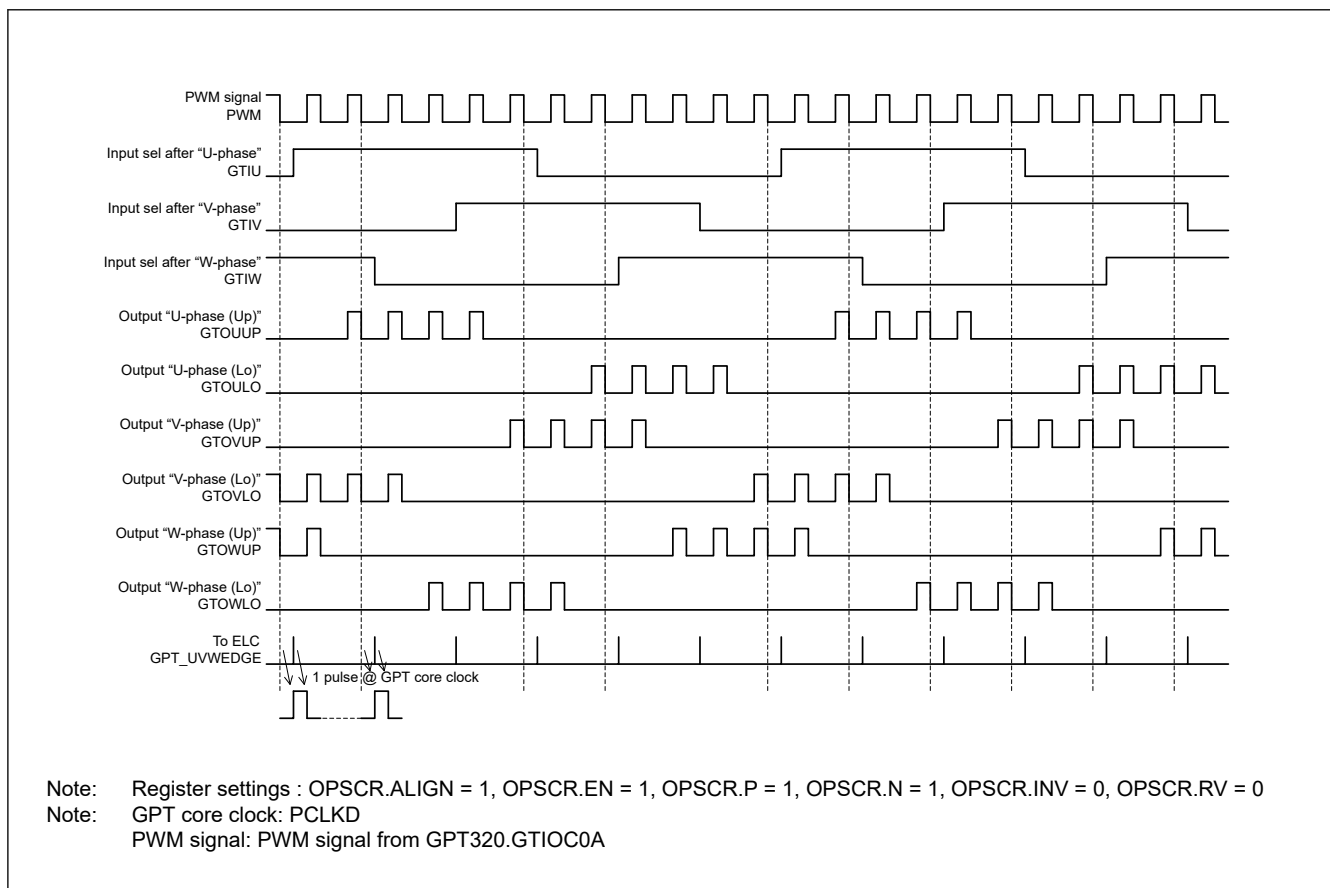 PWM signal
PWM
Input sel after “U-phase”
GTIU
Input sel after “V-phase”
GTIV
Input sel after “W-phase”
GTIW
Output “U-phase (Up)”
GTOUUP
Output “U-phase (Lo)”
GTOULO
Output “V-phase (Up)”
GTOVUP
Output “V-phase (Lo)”
GTOVLO
Output “W-phase (Up)”
GTOWUP
Output “W-phase (Lo)”
GTOWLO
To ELC
GPT_UVWEDGE
1 pulse @ GPT core clock
Note: Register settings : OPSCR.ALIGN = 1, OPSCR.EN = 1, OPSCR.P = 1, OPSCR.N = 1, OPSCR.INV = 0, OPSCR.RV = 0
Note: GPT core clock: PCLKD
PWM signal: PWM signal from GPT320.GTIOC0A